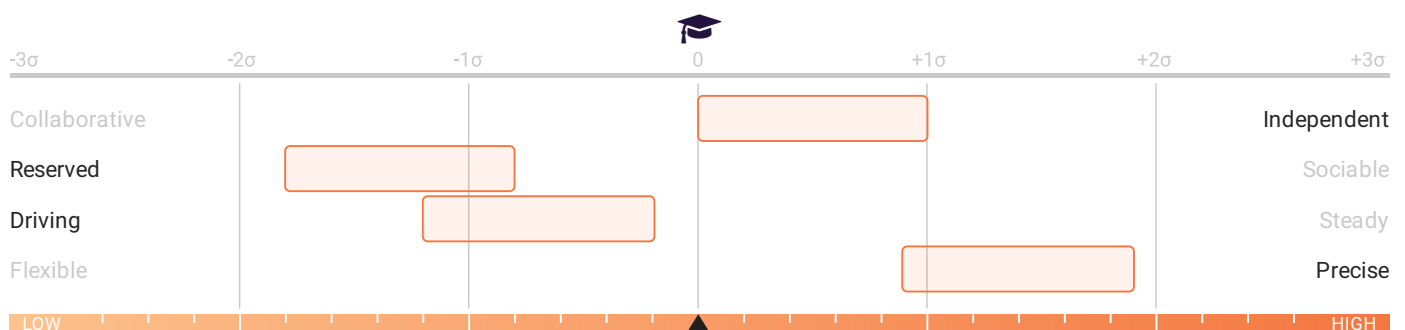 -3σ -2σ -1σ 0 +1σ +2σ +3σ
Collaborative Independent
Reserved Sociable
Driving Steady
Flexible Precise
LOW HIGH